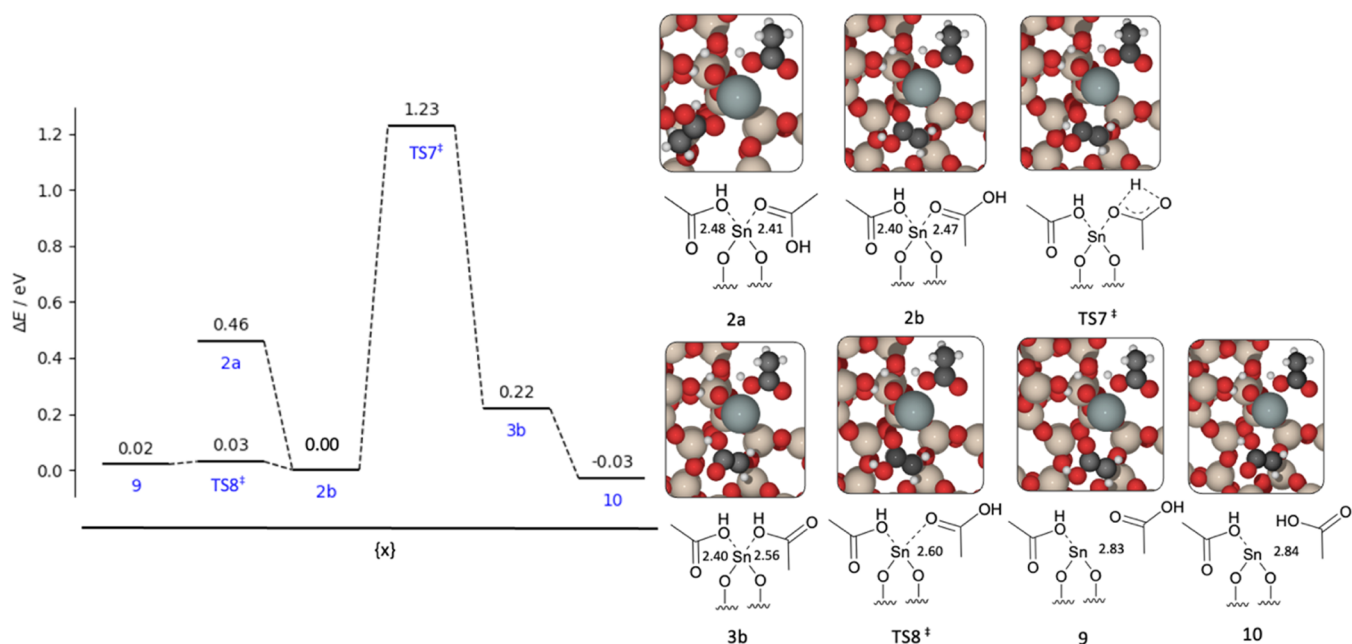 ΔE / eV
1.2
1.0
0.8
0.6
0.4
0.2
0.0
1.23
TS7‡
0.46
2a
0.22
3b
0.02
9
0.03
TS8‡
0.00
2b
-0.03
10
{x}
H
O
O
2.48
Sn
2.41
O
OH
O
O
2a
H
O
O
OH
2.40
Sn
2.47
O
O
O
2b
H
H
O
O
O
Sn
O
O
O
TS7‡
H
H
O
O
O
2.40
Sn
2.56
O
O
O
3b
H
O
O
OH
Sn
2.60
O
O
O
TS8‡
H
O
O
OH
Sn
2.83
O
O
O
9
H
O
HO
O
Sn
2.84
O
O
O
10